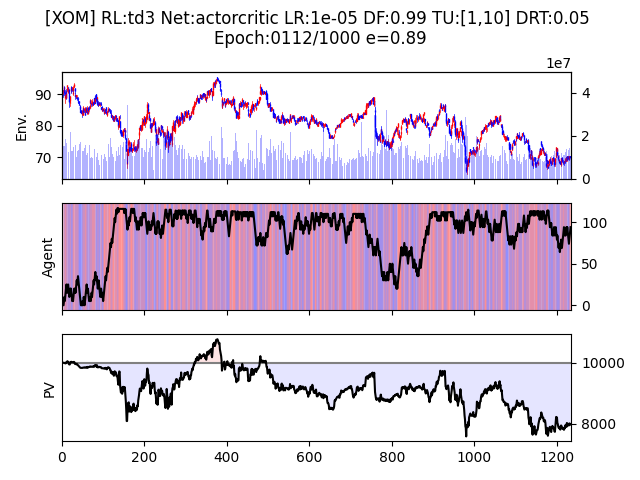 [XOM] RL:td3 Net:actorcritic LR:1e-05 DF:0.99 TU:[1,10] DRT:0.05
Epoch:0112/1000 e=0.89
1e7
Env.
90
80
70
4
2
0
Agent
100
50
0
PV
10000
8000
0 200 400 600 800 1000 1200